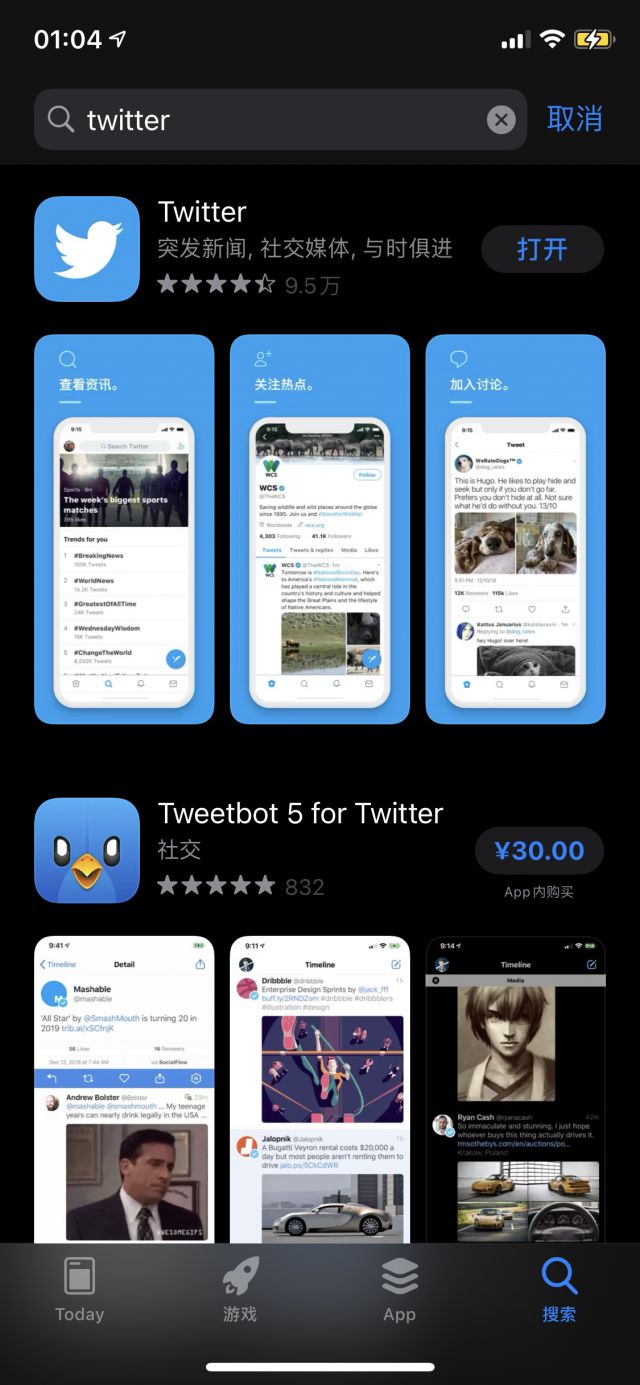 01:04
twitter
取消
Twitter
突发新闻, 社交媒体, 与时俱进
打开
9.5万
查看资讯。
关注热点。
加入讨论。
9:15
Search Twitter
Sports · 9m
The week's biggest sports
matches
395 likes
Trends for you
1 #BreakingNews
100K Tweets
2 #WorldNews
14.2K Tweets
3 #GreatestOfAllTime
24K Tweets
4 #WednesdayWisdom
15K Tweets
5 #ChangeTheWorld
8,092K Tweets
9:15
WCS
Follow
WCS
@TheWCS
Saving wildlife and wild places around the globe
since 1895. Join us and #StandforWildlife!
Worldwide wcs.org
4,303 Following 41.1K Followers
Tweets Tweets & replies Media Likes
WCS @TheWCS · 1m
Tomorrow is #NationalBisonDay. Here's
to America's #NationalMammal, which
has played a central role in the
country's history and culture and helped
shape the Great Plains and the lifestyle
of Native Americans.
9:15
Tweet
WeRateDogs™
@dog_rates
This is Hugo. He likes to play hide and
seek but only if you don't go far.
Prefers you don't hide at all. Not sure
what he'd do without you. 13/10
5:51 PM · 12/10/18
12K Retweets 115k Likes
Kattus Januarius
Replying to @dog_rates
hey Hugo! over here!
Tweetbot 5 for Twitter
社交
¥30.00
832
App内购买
9:41
Timeline
Detail
Mashable
@mashable
'All Star' by @SmashMouth is turning 20 in
2019 trib.al/xSCfnjK
36 Likes 16 Retweets
Dec 13, 2018 at 7:44 AM via SocialFlow
Andrew Bolster @Bolster 29m
@mashable @smashmouth ... My teenage
years can nearly drink legally in the USA ...
AWESOMEGIFS
9:11
Timeline
Dribbble @dribbble 1h
Enterprise Design Sprints by @jack_fff
buff.ly/2RNDZOm #dribbble #dribbblers
#illustration #design
Jalopnik @Jalopnik 1h
A Bugatti Veyron rental costs $20,000 a
day but most people aren't renting them to
drive jalo.ps/5CkCdWR
9:14
Timeline
Media
Ryan Cash @ryanacash 42m
So immaculate and stunning. I just hope
whoever buys this thing actually drives it.
rmsothebys.com/en/auctions/po...
Krakow, Poland
Today
游戏
App
搜索